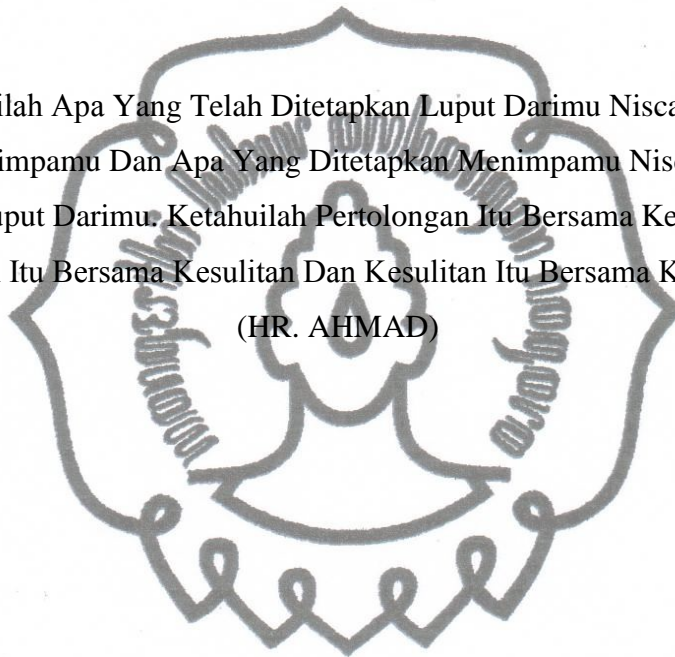 ilah Apa Yang Telah Ditetapkan Luput Darimu Nisca
impamu Dan Apa Yang Ditetapkan Menimpamu Nisc
uput Darimu. Ketahuilah Pertolongan Itu Bersama Ke
Itu Bersama Kesulitan Dan Kesulitan Itu Bersama K
(HR. AHMAD)